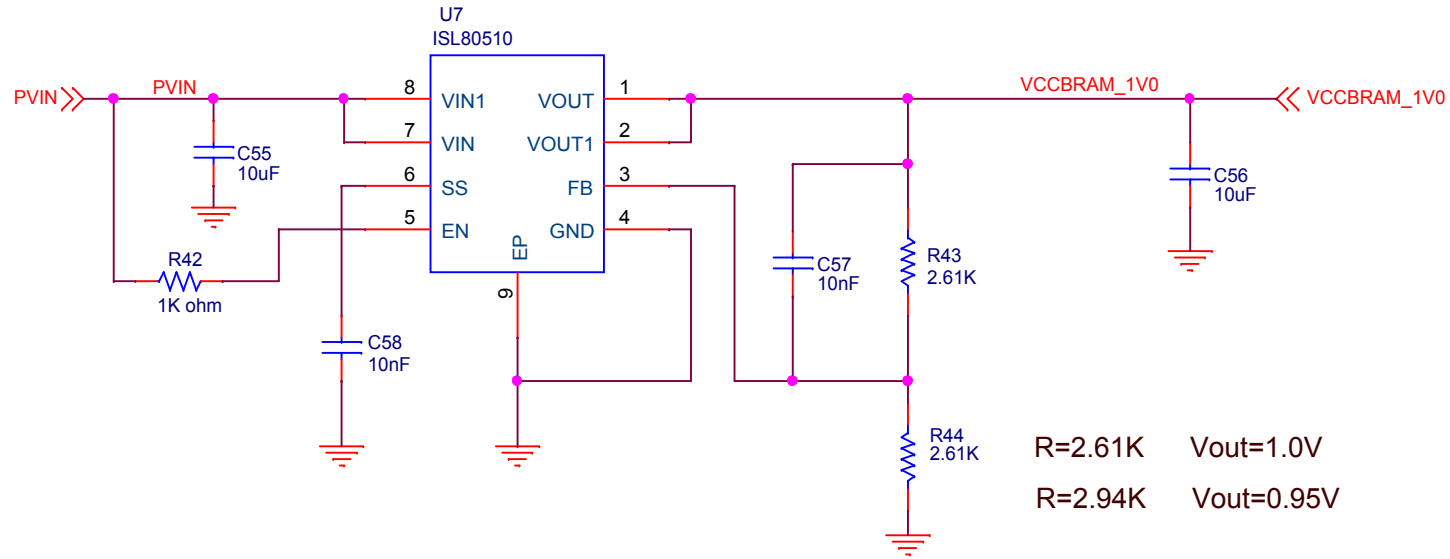 U7
ISL80510
PVIN
PVIN
8
VIN1
VOUT
1
VCCBRAM_1V0
VCCBRAM_1V0
7
VIN
VOUT1
2
C55
10uF
6
SS
FB
3
C56
10uF
5
EN
GND
4
EP
9
R42
1K ohm
C57
10nF
R43
2.61K
C58
10nF
R44
2.61K
R=2.61K Vout=1.0V
R=2.94K Vout=0.95V